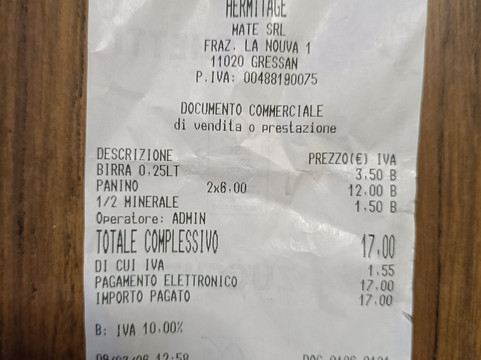 HERMITAGE
MATE SRL
FRAZ. LA NOUVA 1
11020 GRESSAN
P.IVA: 00488190075
DOCUMENTO COMMERCIALE
di vendita o prestazione
DESCRIZIONE PREZZO(€) IVA
BIRRA 0,25LT 3,50 B
PANINO 2x6,00 12,00 B
1/2 MINERALE 1,50 B
Operatore: ADMIN
TOTALE COMPLESSIVO 17,00
DI CUI IVA 1,55
PAGAMENTO ELETTRONICO 17,00
IMPORTO PAGATO 17,00
B: IVA 10,00%
12:58